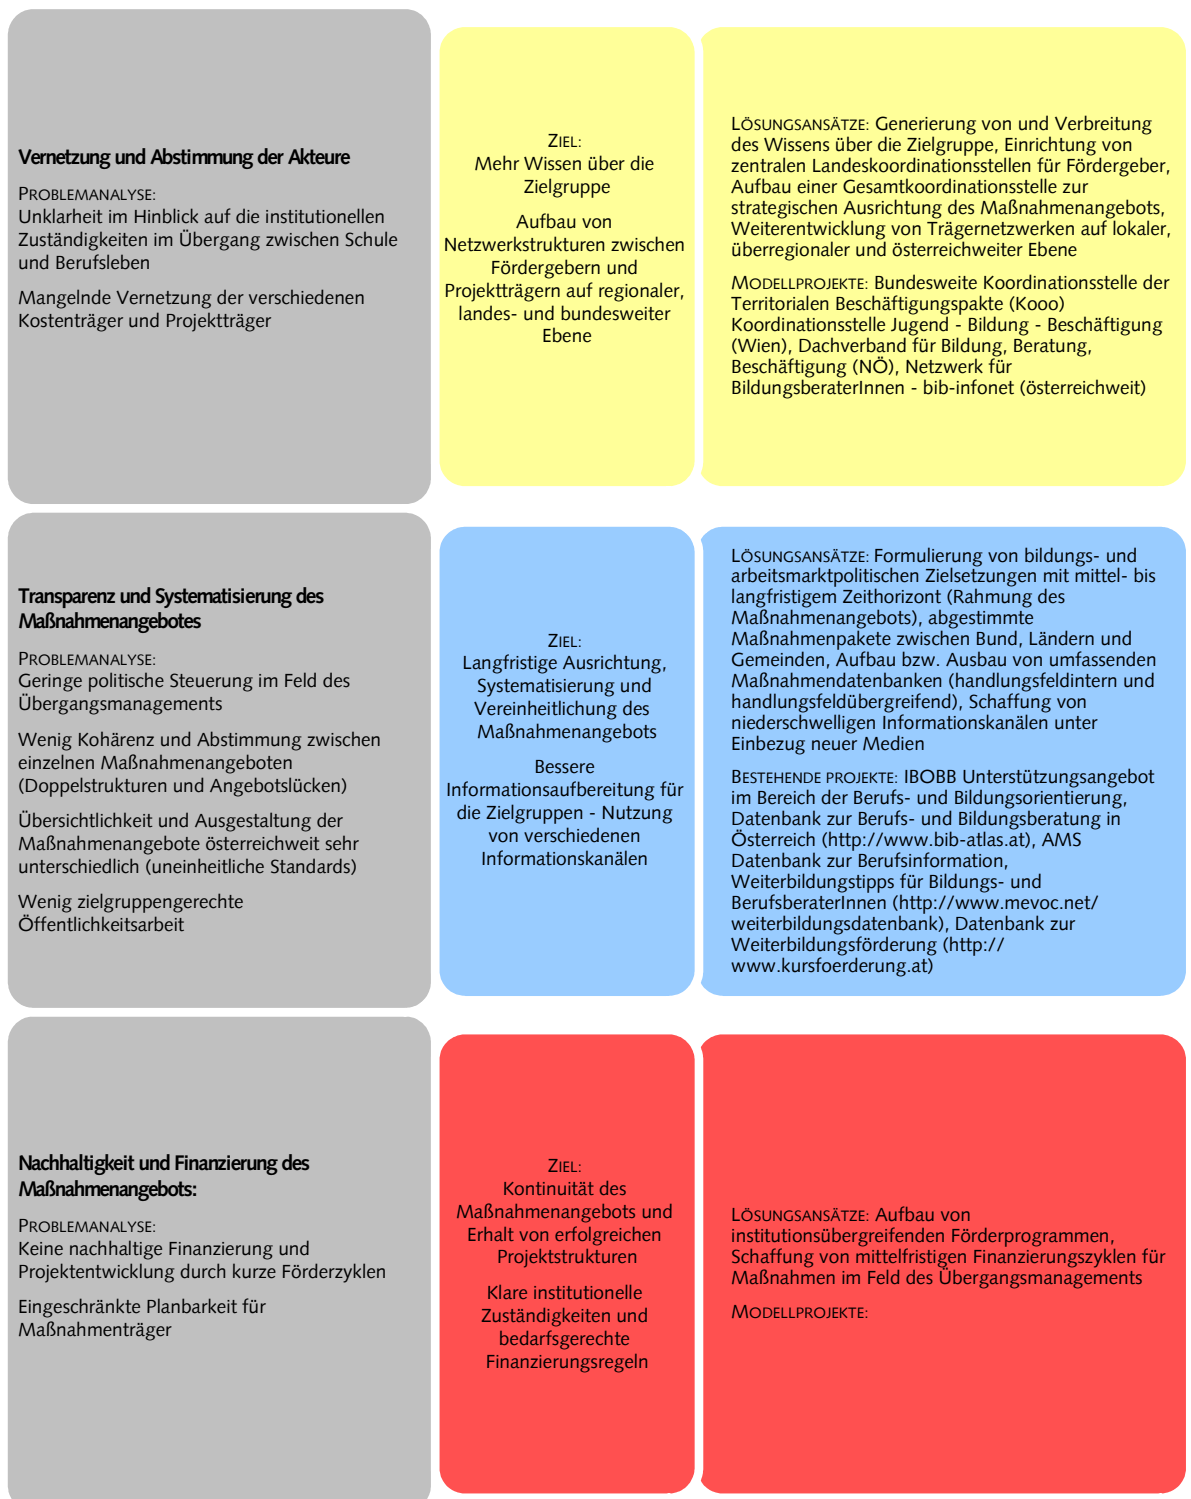 Vernetzung und Abstimmung der Akteure
PROBLEMANALYSE:
Unklarheit im Hinblick auf die institutionellen
Zuständigkeiten im Übergang zwischen Schule
und Berufsleben
Mangelnde Vernetzung der verschiedenen
Kostenträger und Projektträger
ZIEL:
Mehr Wissen über die
Zielgruppe
Aufbau von
Netzwerkstrukturen zwischen
Fördergebern und
Projektträgern auf regionaler,
landes- und bundesweiter
Ebene
LÖSUNGSANSÄTZE: Generierung von und Verbreitung
des Wissens über die Zielgruppe, Einrichtung von
zentralen Landeskoordinationsstellen für Fördergeber,
Aufbau einer Gesamtkoordinationsstelle zur
strategischen Ausrichtung des Maßnahmenangebots,
Weiterentwicklung von Trägernetzwerken auf lokaler,
überregionaler und österreichweiter Ebene
MODELLPROJEKTE: Bundesweite Koordinationsstelle der
Territorialen Beschäftigungspakte (Kooo)
Koordinationsstelle Jugend - Bildung - Beschäftigung
(Wien), Dachverband für Bildung, Beratung,
Beschäftigung (NÖ), Netzwerk für
BildungsberaterInnen - bib-infonet (österreichweit)
Transparenz und Systematisierung des
Maßnahmenangebotes
PROBLEMANALYSE:
Geringe politische Steuerung im Feld des
Übergangsmanagements
Wenig Kohärenz und Abstimmung zwischen
einzelnen Maßnahmenangeboten
(Doppelstrukturen und Angebotslücken)
Übersichtlichkeit und Ausgestaltung der
Maßnahmenangebote österreichweit sehr
unterschiedlich (uneinheitliche Standards)
Wenig zielgruppengerechte
Öffentlichkeitsarbeit
ZIEL:
Langfristige Ausrichtung,
Systematisierung und
Vereinheitlichung des
Maßnahmenangebots
Bessere
Informationsaufbereitung für
die Zielgruppen - Nutzung
von verschiedenen
Informationskanälen
LÖSUNGSANSÄTZE: Formulierung von bildungs- und
arbeitsmarktpolitischen Zielsetzungen mit mittel- bis
langfristigem Zeithorizont (Rahmung des
Maßnahmenangebots), abgestimmte
Maßnahmenpakete zwischen Bund, Ländern und
Gemeinden, Aufbau bzw. Ausbau von umfassenden
Maßnahmendatenbanken (handlungsfeldintern und
handlungsfeldübergreifend), Schaffung von
niederschwelligen Informationskanälen unter
Einbezug neuer Medien
BESTEHENDE PROJEKTE: IBOBB Unterstützungsangebot
im Bereich der Berufs- und Bildungsorientierung,
Datenbank zur Berufs- und Bildungsberatung in
Österreich (http://www.bib-atlas.at), AMS
Datenbank zur Berufsinformation,
Weiterbildungstipps für Bildungs- und
BerufsberaterInnen (http://www.mevoc.net/
weiterbildungsdatenbank), Datenbank zur
Weiterbildungsförderung (http://
www.kursfoerderung.at)
Nachhaltigkeit und Finanzierung des
Maßnahmenangebots:
PROBLEMANALYSE:
Keine nachhaltige Finanzierung und
Projektentwicklung durch kurze Förderzyklen
Eingeschränkte Planbarkeit für
Maßnahmenträger
ZIEL:
Kontinuität des
Maßnahmenangebots und
Erhalt von erfolgreichen
Projektstrukturen
Klare institutionelle
Zuständigkeiten und
bedarfsgerechte
Finanzierungsregeln
LÖSUNGSANSÄTZE: Aufbau von
institutionsübergreifenden Förderprogrammen,
Schaffung von mittelfristigen Finanzierungszyklen für
Maßnahmen im Feld des Übergangsmanagements
MODELLPROJEKTE: